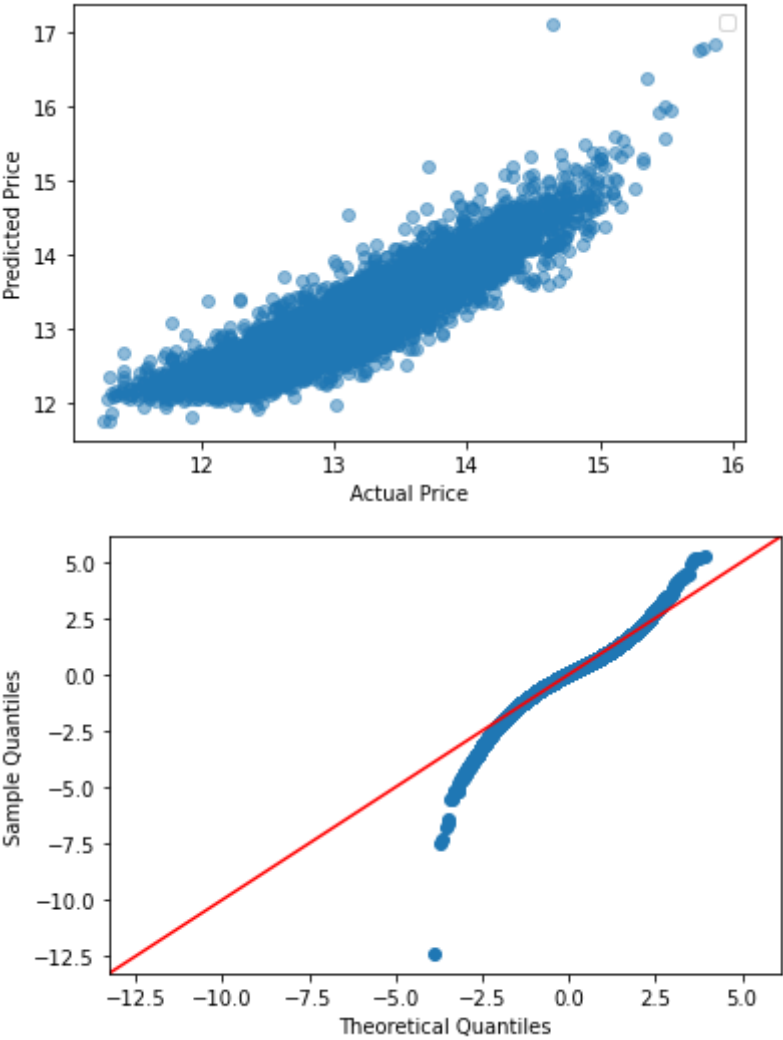 17
16
15
14
13
12
Predicted Price
12 13 14 15 16
Actual Price
5.0
2.5
0.0
−2.5
−5.0
−7.5
−10.0
−12.5
Sample Quantiles
−12.5 −10.0 −7.5 −5.0 −2.5 0.0 2.5 5.0
Theoretical Quantiles